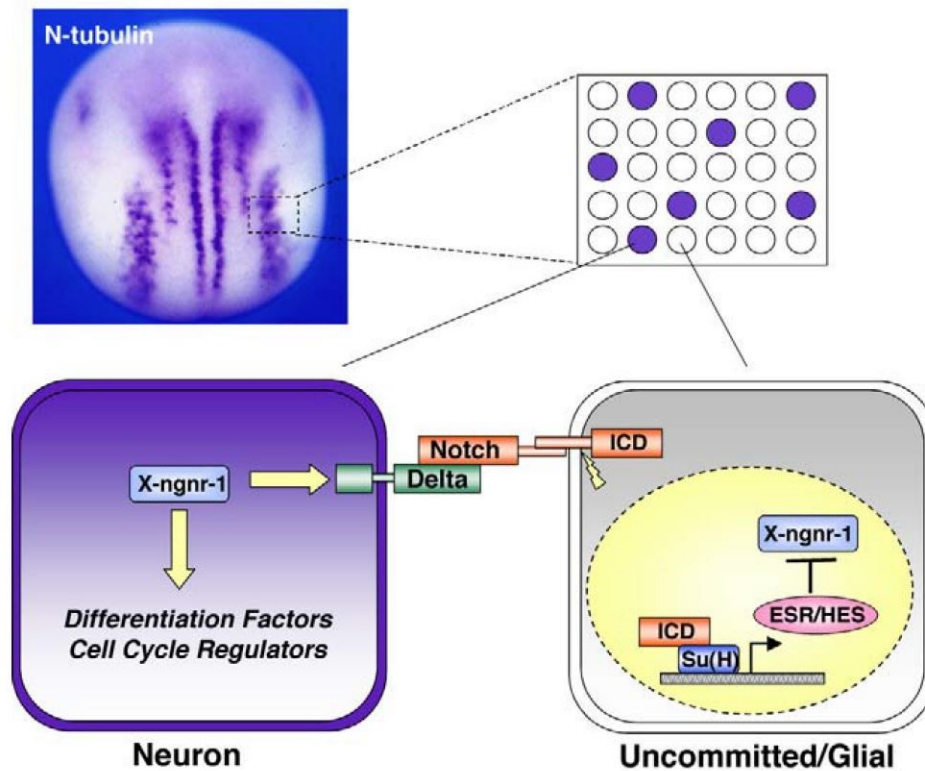 N-tubulin
Notch
ICD
X-ngnr-1
Delta
X-ngnr-1
Differentiation Factors
Cell Cycle Regulators
ESR/HES
ICD
Su(H)
Neuron
Uncommitted/Glial